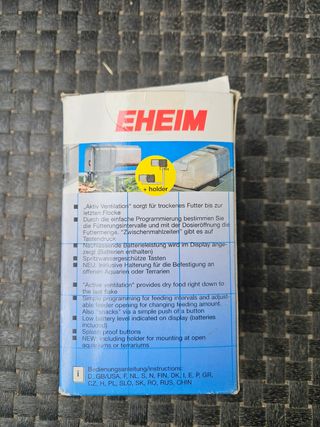 EHEIM
+ holder
„Aktiv Ventilation" sorgt für trockenes Futter bis zur
letzten Flocke
Durch die einfache Programmierung bestimmen Sie
die Fütterungsintervalle und mit der Dosieröffnung die
Futtermenge. "Zwischenmahlzeiten" gibt es auf
Tastendruck
Nachlassende Batterieleistung wird im Display ange-
zeigt (Batterien enthalten)
Spritzwassergeschützte Tasten
NEU: Inklusive Halterung für die Befestigung an
offenen Aquarien oder Terrarien
"Active ventilation" provides dry food right down to
the last flake
Simple programming for feeding intervals and adjust-
able feeder opening for changing feeding amount.
Also "snacks" via a simple push of a button
Low battery level indicated on display (batteries
included)
Splash proof buttons
NEW: including holder for mounting at open
aquariums or terrariums
i
Bedienungsanleitung/instructions:
D, GB/USA, F, NL, S, N, FIN, DK, I, E, P, GR,
CZ, H, PL, SLO, SK, RO, RUS, CHIN